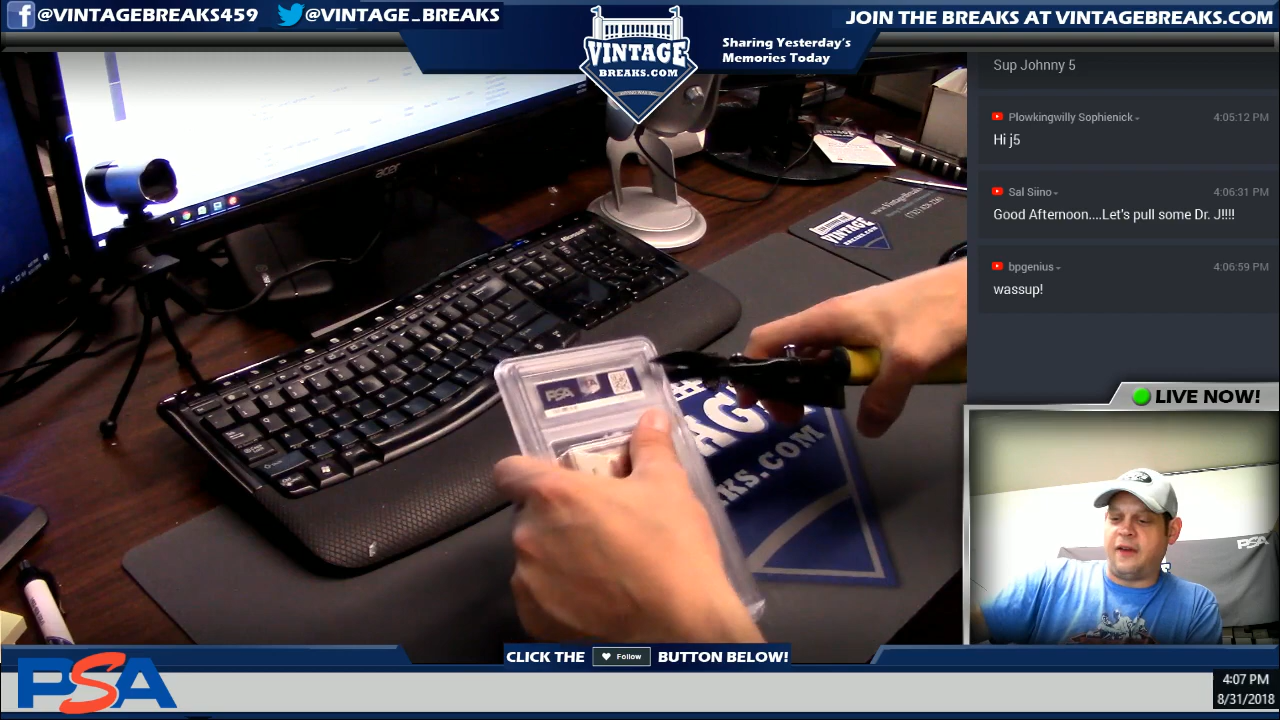 @VINTAGEBREAKS459
@VINTAGE_BREAKS
VINTAGE
BREAKS.COM
Sharing Yesterday's
Memories Today
JOIN THE BREAKS AT VINTAGEBREAKS.COM
Sup Johnny 5
Plowkingwilly Sophienick
4:05:12 PM
Hi j5
Sal Siino
4:06:31 PM
Good Afternoon....Let's pull some Dr. J!!!!
bpgenius
4:06:59 PM
wassup!
acer
VINTAGE
PSA
LIVE NOW!
PSA
CLICK THE
Follow
BUTTON BELOW!
PSA
4:07 PM
8/31/2018